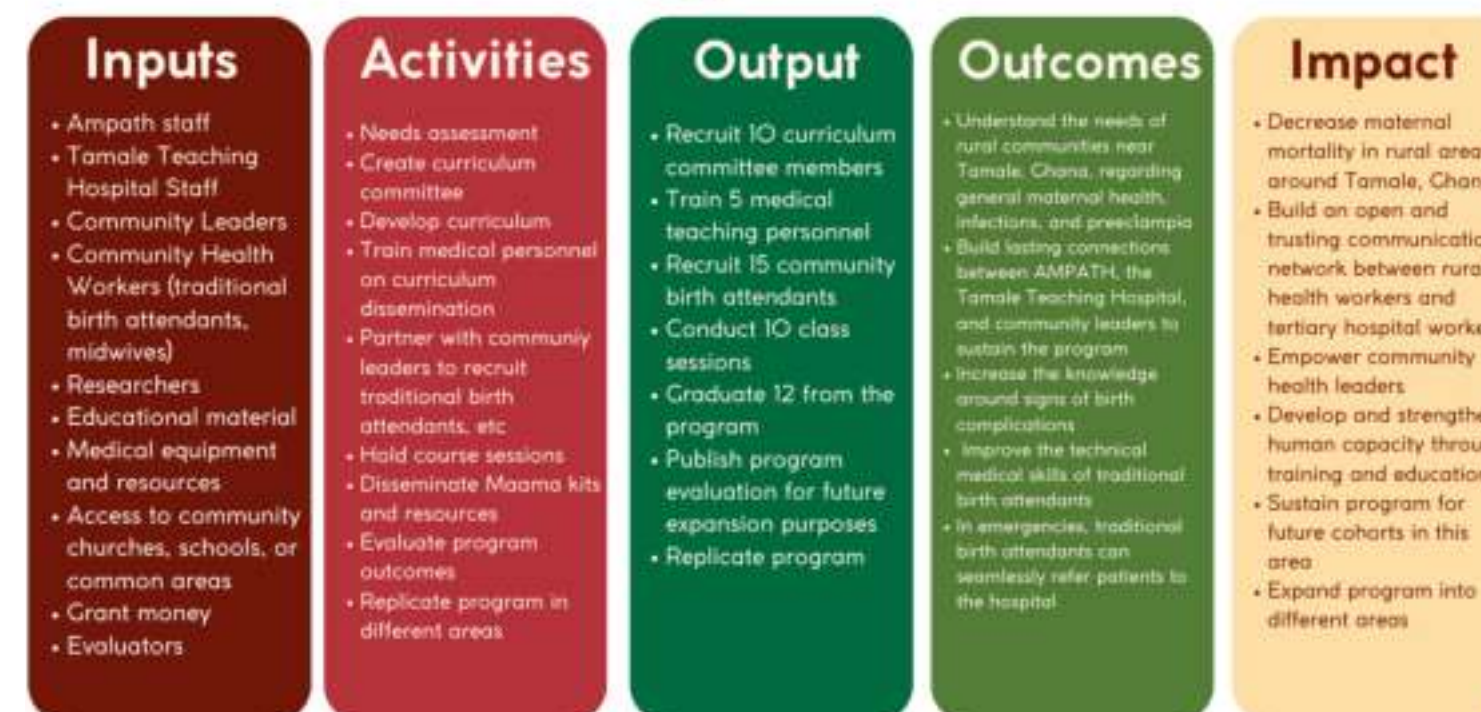 Inputs
• Ampath staff
• Tamale Teaching
Hospital Staff
• Community Leaders
• Community Health
Workers (traditional
birth attendants,
midwives)
• Researchers
• Educational material
• Medical equipment
and resources
• Access to community
churches, schools, or
common areas
• Grant money
• Evaluators
Activities
• Needs assessment
• Create curriculum
committee
• Develop curriculum
• Train medical personnel
on curriculum
dissemination
• Partner with communiy
leaders to recruit
traditional birth
attendants, etc
• Hold course sessions
• Disseminate Maama kits
and resources
• Evaluate program
outcomes
• Replicate program in
different areas
Output
• Recruit 10 curriculum
committee members
• Train 5 medical
teaching personnel
• Recruit 15 community
birth attendants
• Conduct 10 class
sessions
• Graduate 12 from the
program
• Publish program
evaluation for future
expansion purposes
• Replicate program
Outcomes
• Understand the needs of
rural communities near
Tamale, Ghana, regarding
general maternal health,
infections, and preeclampia
• Build lasting connections
between AMPATH, the
Tamale Teaching Hospital,
and community leaders to
sustain the program
• Increase the knowledge
around signs of birth
complications
• Improve the technical
medical skills of traditional
birth attendants
• In emergencies, traditional
birth attendants can
seamlessly refer patients to
the hospital
Impact
• Decrease maternal
mortality in rural area
around Tamale, Ghan
• Build an open and
trusting communicatio
network between rura
health workers and
tertiary hospital worke
• Empower community
health leaders
• Develop and strengthe
human capacity throu
training and education
• Sustain program for
future cohorts in this
area
• Expand program into
different areas